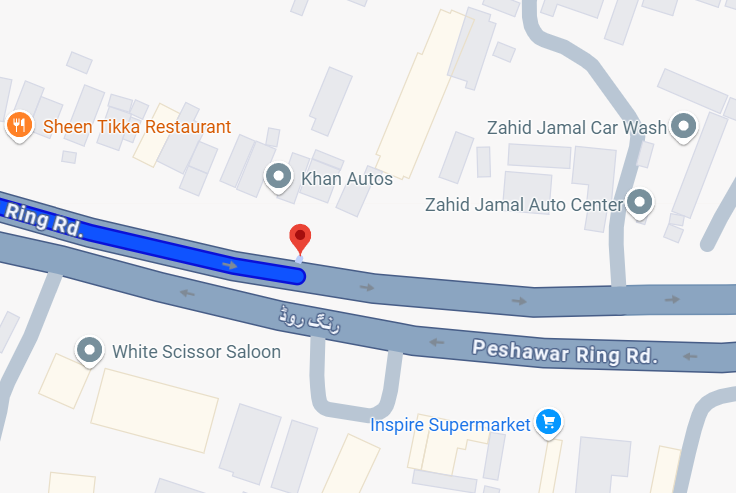 Sheen Tikka Restaurant
Zahid Jamal Car Wash
Khan Autos
Zahid Jamal Auto Center
Ring Rd.
رنگ روڈ
Peshawar Ring Rd.
White Scissor Saloon
Inspire Supermarket